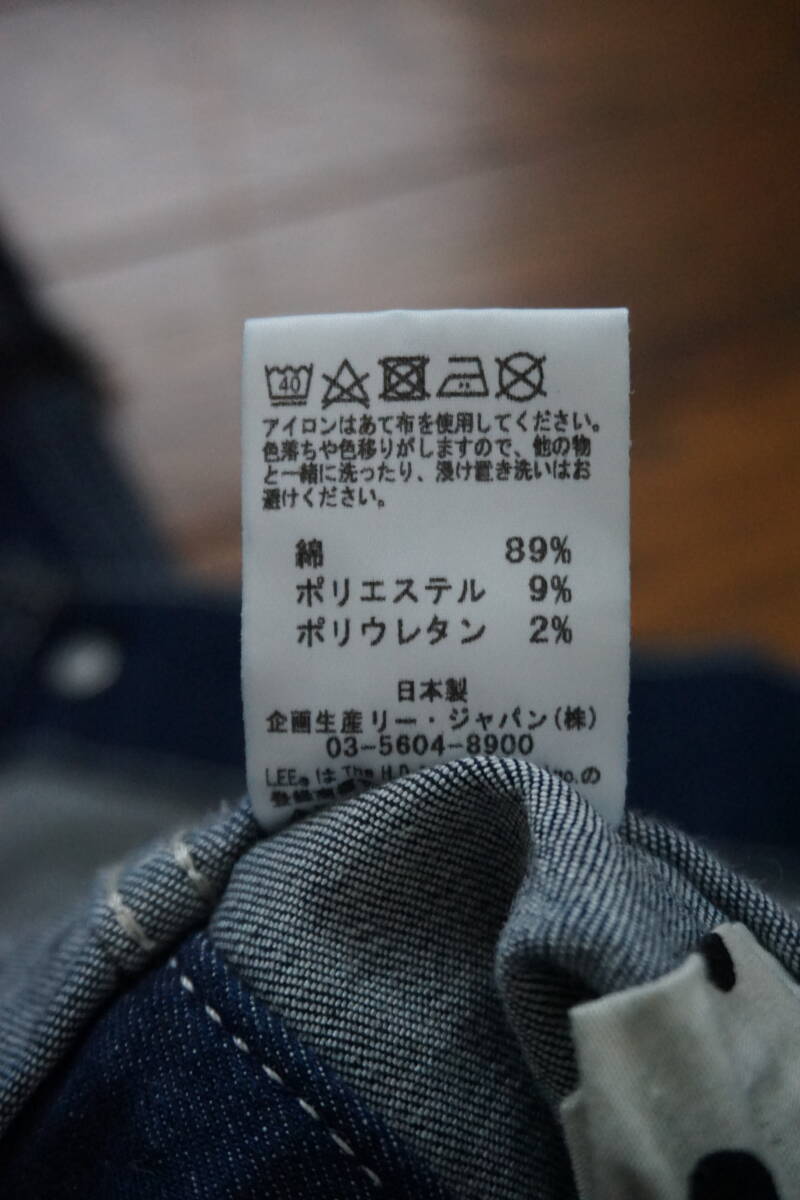 40
アイロンはあて布を使用してください。
色落ちや色移りがしますので、他の物
と一緒に洗ったり、浸け置き洗いはお
避けください。
綿 89%
ポリエステル 9%
ポリウレタン 2%
日本製
企画生産リー・ジャパン(株)
03-5604-8900
LEE®は The H.D.
の